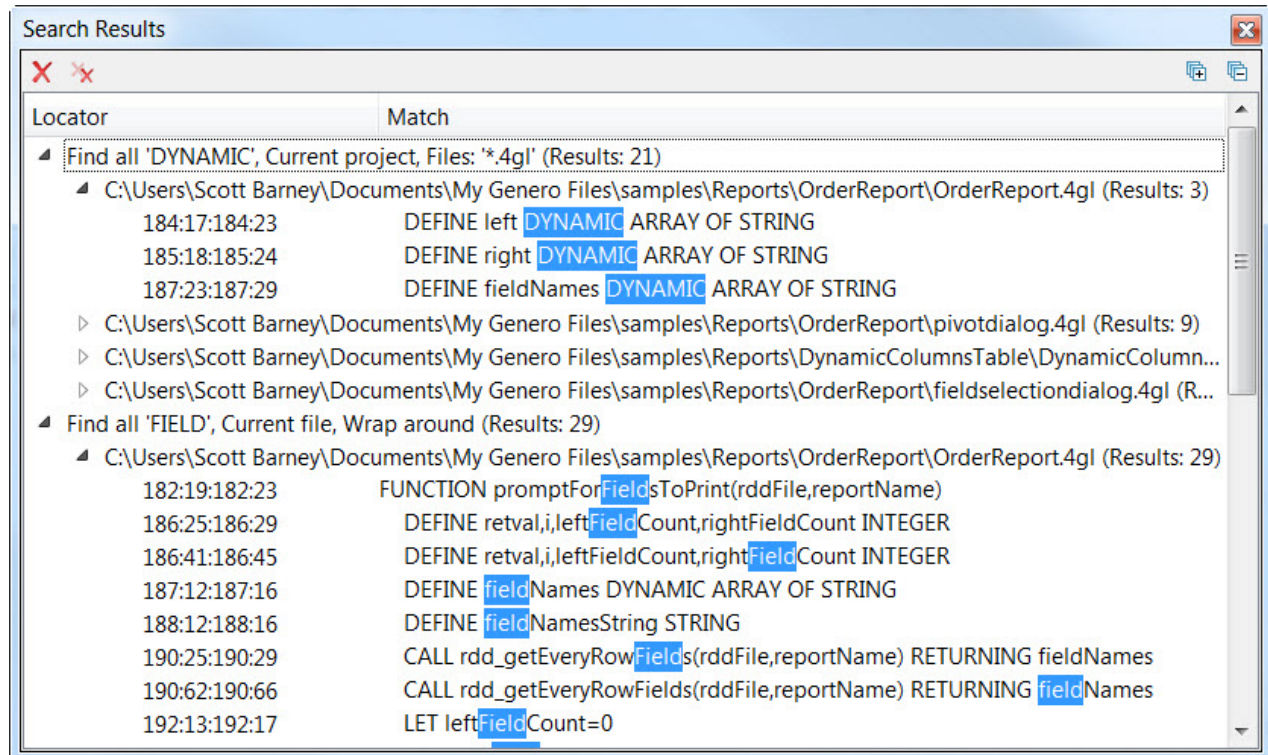 Search Results
Locator Match
Find all 'DYNAMIC', Current project, Files: '*.4gl' (Results: 21)
C:\Users\Scott Barney\Documents\My Genero Files\samples\Reports\OrderReport\OrderReport.4gl (Results: 3)
184:17:184:23 DEFINE left DYNAMIC ARRAY OF STRING
185:18:185:24 DEFINE right DYNAMIC ARRAY OF STRING
187:23:187:29 DEFINE fieldNames DYNAMIC ARRAY OF STRING
C:\Users\Scott Barney\Documents\My Genero Files\samples\Reports\OrderReport\pivotdialog.4gl (Results: 9)
C:\Users\Scott Barney\Documents\My Genero Files\samples\Reports\DynamicColumnsTable\DynamicColumn...
C:\Users\Scott Barney\Documents\My Genero Files\samples\Reports\OrderReport\fieldselectiondialog.4gl (R...
Find all 'FIELD', Current file, Wrap around (Results: 29)
C:\Users\Scott Barney\Documents\My Genero Files\samples\Reports\OrderReport\OrderReport.4gl (Results: 29)
182:19:182:23 FUNCTION promptForFieldsToPrint(rddFile,reportName)
186:25:186:29 DEFINE retval,i,leftFieldCount,rightFieldCount INTEGER
186:41:186:45 DEFINE retval,i,leftFieldCount,rightFieldCount INTEGER
187:12:187:16 DEFINE fieldNames DYNAMIC ARRAY OF STRING
188:12:188:16 DEFINE fieldNamesString STRING
190:25:190:29 CALL rdd_getEveryRowFields(rddFile,reportName) RETURNING fieldNames
190:62:190:66 CALL rdd_getEveryRowFields(rddFile,reportName) RETURNING fieldNames
192:13:192:17 LET leftFieldCount=0